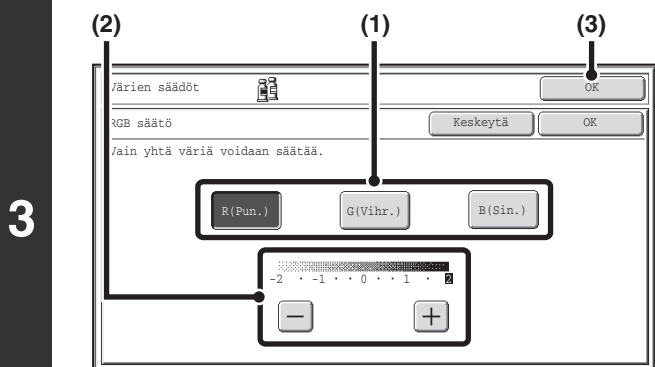 (2) (1) (3)
3
Värien säädöt OK
RGB säätö Keskeytä OK
Vain yhtä väriä voidaan säätää.
R(Pun.) G(Vihr.) B(Sin.)
-2 · -1 · · 0 · · 1 · 2
− +